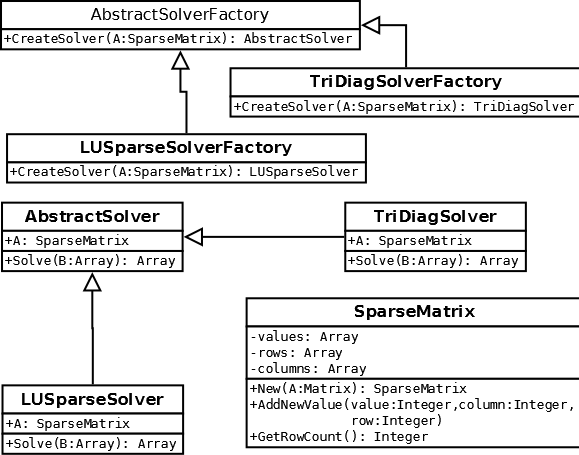 AbstractSolverFactory
+CreateSolver(A:SparseMatrix): AbstractSolver
TriDiagSolverFactory
+CreateSolver(A:SparseMatrix): TriDiagSolver
LUSparseSolverFactory
+CreateSolver(A:SparseMatrix): LUSparseSolver
AbstractSolver
+A: SparseMatrix
+Solve(B:Array): Array
TriDiagSolver
+A: SparseMatrix
+Solve(B:Array): Array
SparseMatrix
-values: Array
-rows: Array
-columns: Array
+New(A:Matrix): SparseMatrix
+AddNewValue(value:Integer,column:Integer,
row:Integer)
+GetRowCount(): Integer
LUSparseSolver
+A: SparseMatrix
+Solve(B:Array): Array